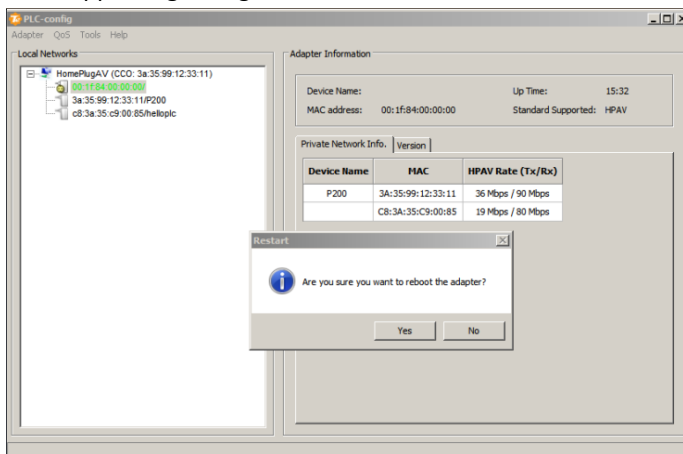 PLC-config
Adapter QoS Tools Help
Local Networks
HomePlugAV (CCO: 3a:35:99:12:33:11)
00:1f:84:00:00:00/
3a:35:99:12:33:11/P200
c8:3a:35:c9:00:85/helloplc
Adapter Information
Device Name: Up Time: 15:32
MAC address: 00:1f:84:00:00:00 Standard Supported: HPAV
Private Network Info. Version
Device Name MAC HPAV Rate (Tx/Rx)
P200 3A:35:99:12:33:11 36 Mbps / 90 Mbps
C8:3A:35:C9:00:85 19 Mbps / 80 Mbps
Restart
Are you sure you want to reboot the adapter?
Yes No